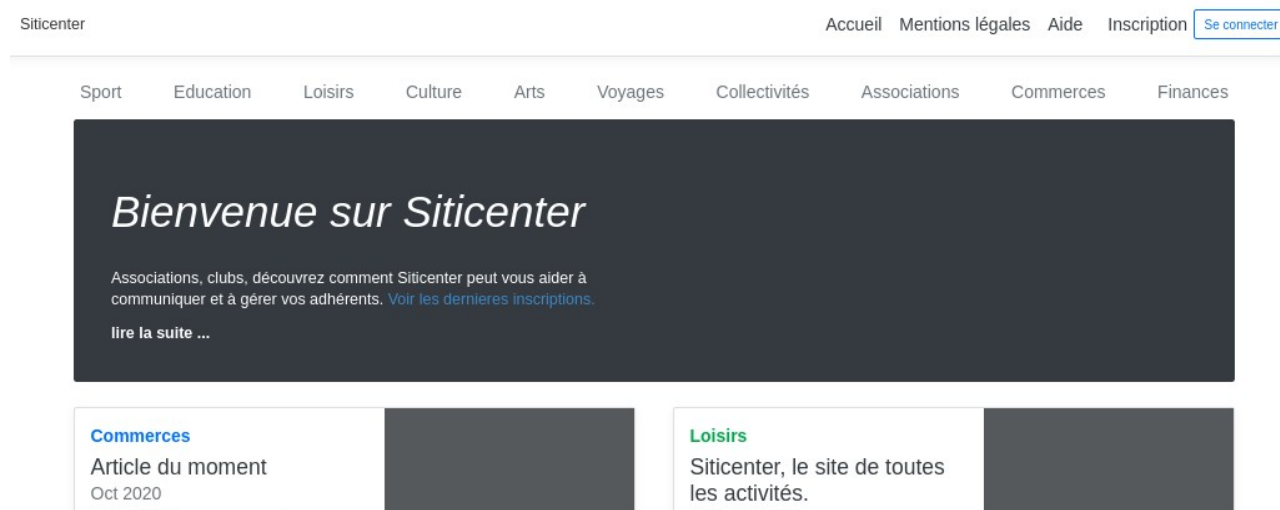 Siticenter Accueil Mentions légales Aide Inscription Se connecter
Sport Education Loisirs Culture Arts Voyages Collectivités Associations Commerces Finances
Bienvenue sur Siticenter
Associations, clubs, découvrez comment Siticenter peut vous aider à
communiquer et à gérer vos adhérents. Voir les dernieres inscriptions.
lire la suite ...
Commerces
Article du moment
Oct 2020
Loisirs
Siticenter, le site de toutes
les activités.